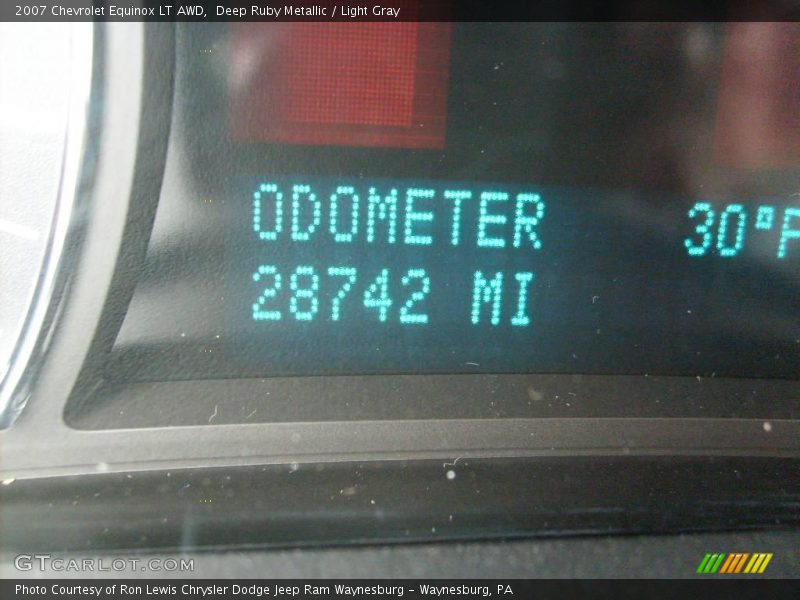 2007 Chevrolet Equinox LT AWD, Deep Ruby Metallic / Light Gray
ODOMETER 30°F
28742 MI
GTCARLOT.COM
Photo Courtesy of Ron Lewis Chrysler Dodge Jeep Ram Waynesburg - Waynesburg, PA